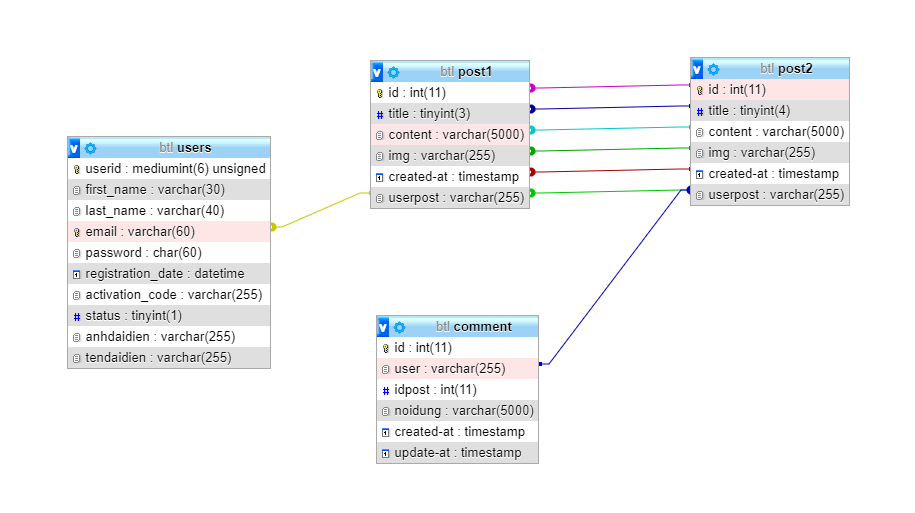 v btl users
userid : mediumint(6) unsigned
first_name : varchar(30)
last_name : varchar(40)
email : varchar(60)
password : char(60)
registration_date : datetime
activation_code : varchar(255)
# status : tinyint(1)
anhdaidien : varchar(255)
tendaidien : varchar(255)
v btl post1
id : int(11)
# title : tinyint(3)
content : varchar(5000)
img : varchar(255)
created-at : timestamp
userpost : varchar(255)
v btl post2
id : int(11)
# title : tinyint(4)
content : varchar(5000)
img : varchar(255)
created-at : timestamp
userpost : varchar(255)
v btl comment
id : int(11)
user : varchar(255)
# idpost : int(11)
noidung : varchar(5000)
created-at : timestamp
update-at : timestamp